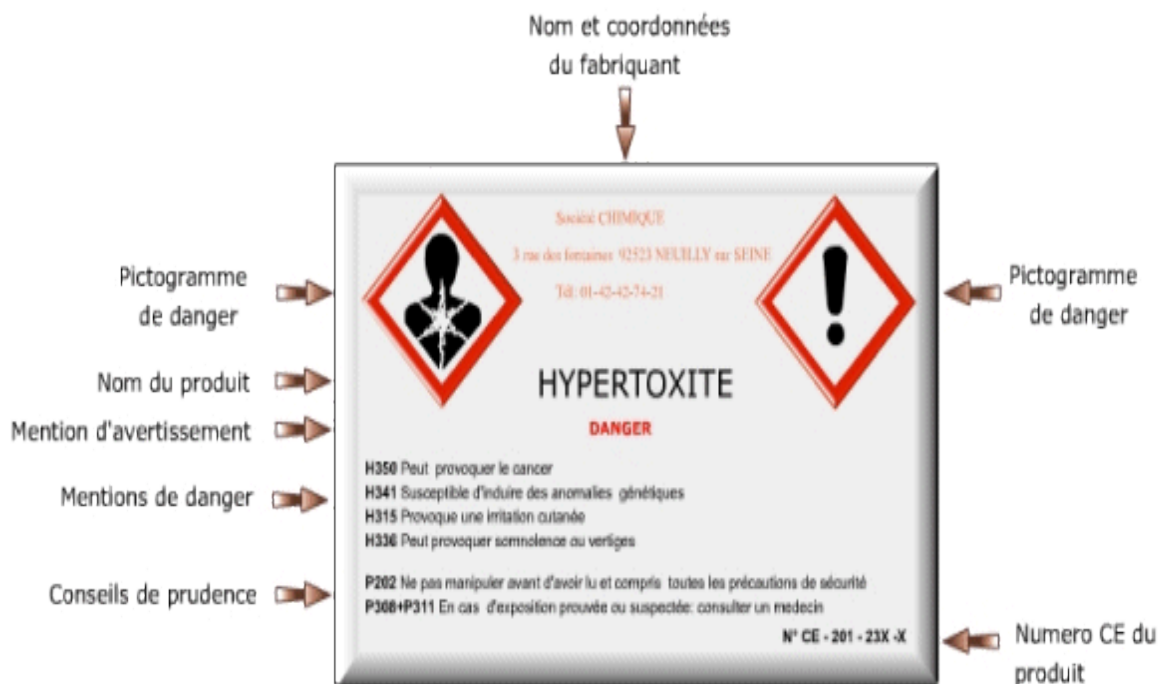 Nom et coordonnées
du fabriquant
Société CHIMIQUE
3 rue des fontaines 92523 NEUILLY sur SEINE
Tél: 01-42-42-74-21
Pictogramme
de danger
Pictogramme
de danger
Nom du produit
HYPERTOXITE
Mention d'avertissement
DANGER
Mentions de danger
H350 Peut provoquer le cancer
H341 Susceptible d'induire des anomalies génétiques
H315 Provoque une irritation cutanée
H336 Peut provoquer somnolence ou vertiges
Conseils de prudence
P202 Ne pas manipuler avant d'avoir lu et compris toutes les précautions de sécurité
P308+P311 En cas d'exposition prouvée ou suspectée: consulter un medecin
N° CE - 201 - 23X -X
Numero CE du
produit